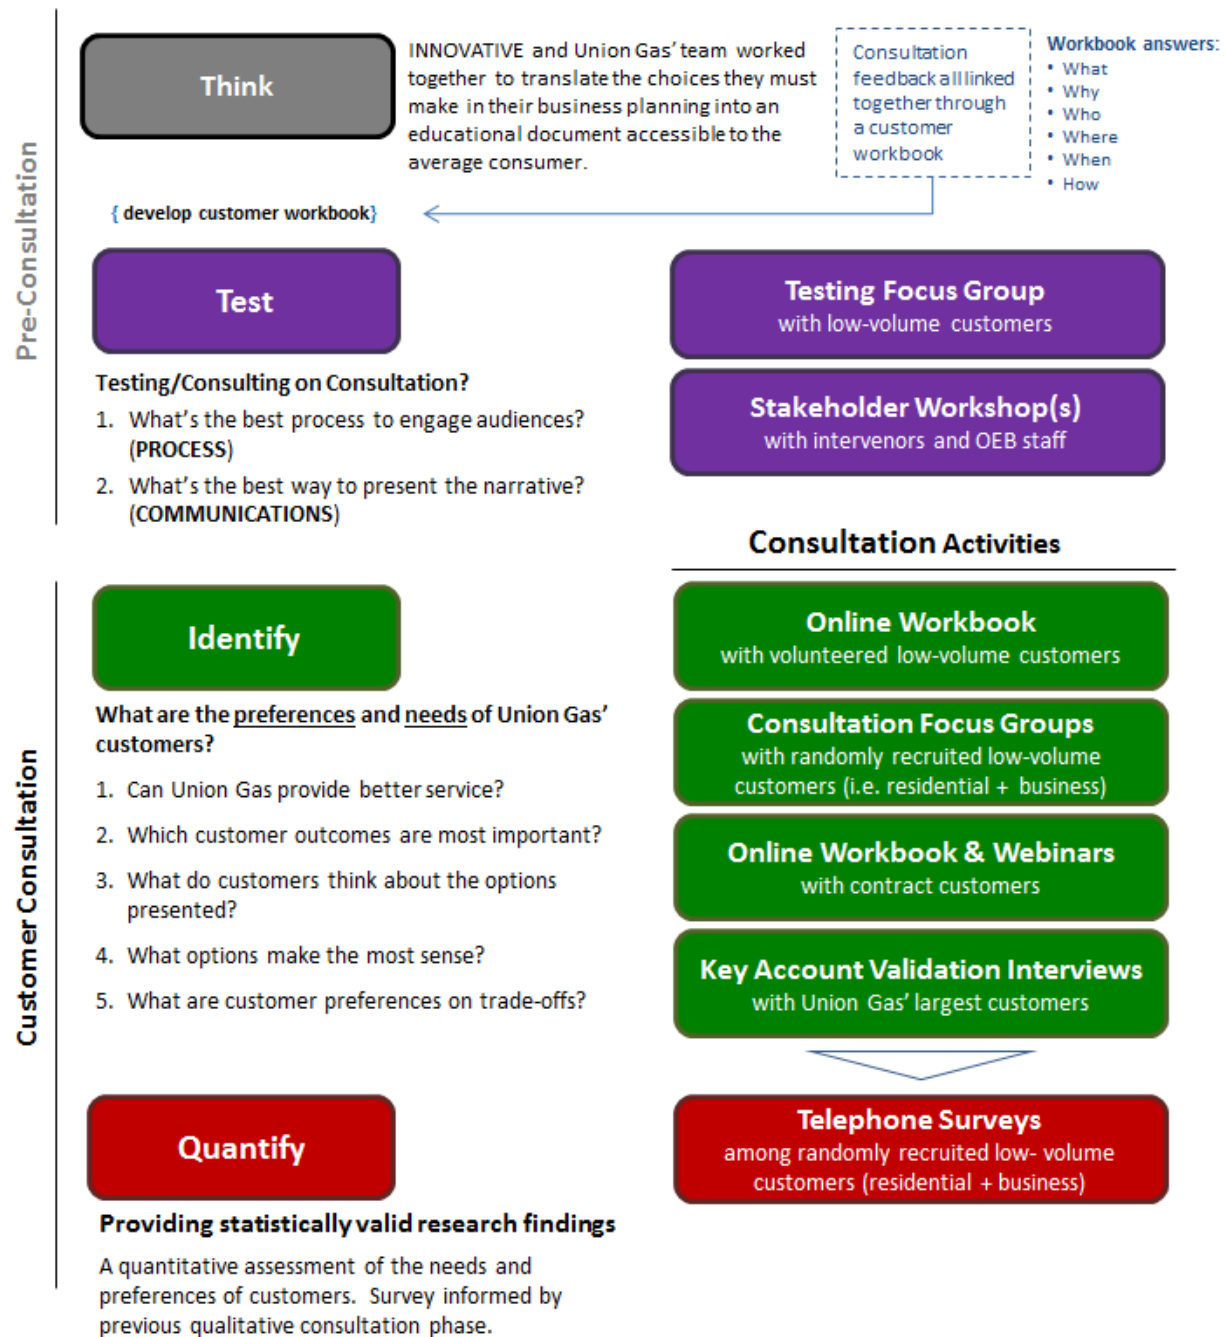 Pre-Consultation
Think
INNOVATIVE and Union Gas' team worked
together to translate the choices they must
make in their business planning into an
educational document accessible to the
average consumer.
Consultation
feedback all linked
together through
a customer
workbook
Workbook answers:
• What
• Why
• Who
• Where
• When
• How
{ develop customer workbook}
Test
Testing/Consulting on Consultation?
1. What's the best process to engage audiences?
(PROCESS)
2. What's the best way to present the narrative?
(COMMUNICATIONS)
Testing Focus Group
with low-volume customers
Stakeholder Workshop(s)
with intervenors and OEB staff
Consultation Activities
Customer Consultation
Identify
What are the preferences and needs of Union Gas'
customers?
1. Can Union Gas provide better service?
2. Which customer outcomes are most important?
3. What do customers think about the options
presented?
4. What options make the most sense?
5. What are customer preferences on trade-offs?
Online Workbook
with volunteered low-volume customers
Consultation Focus Groups
with randomly recruited low-volume
customers (i.e. residential + business)
Online Workbook & Webinars
with contract customers
Key Account Validation Interviews
with Union Gas' largest customers
Quantify
Providing statistically valid research findings
A quantitative assessment of the needs and
preferences of customers. Survey informed by
previous qualitative consultation phase.
Telephone Surveys
among randomly recruited low- volume
customers (residential + business)